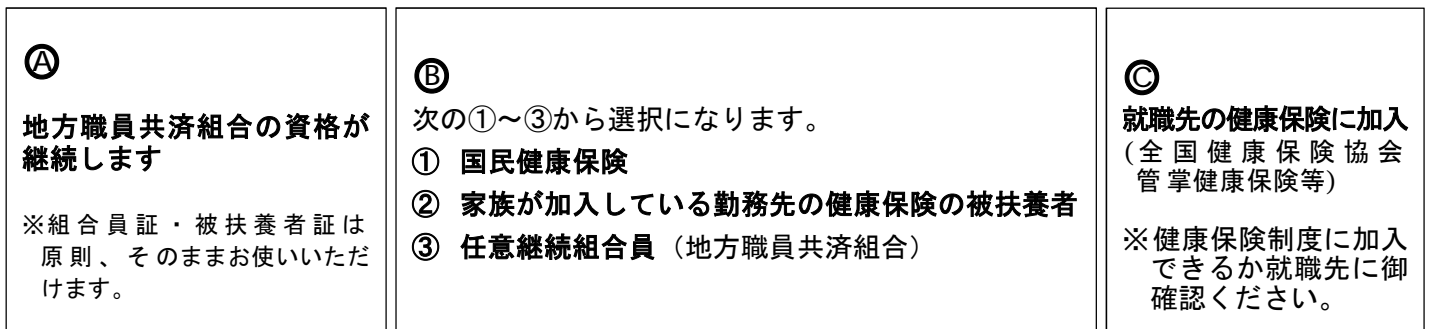 Ⓐ
地方職員共済組合の資格が
継続します
※組合員証・被扶養者証は
原則、そのままお使いいただ
けます。
Ⓑ
次の①～③から選択になります。
① 国民健康保険
② 家族が加入している勤務先の健康保険の被扶養者
③ 任意継続組合員（地方職員共済組合）
Ⓒ
就職先の健康保険に加入
(全国健康保険協会
管掌健康保険等)
※健康保険制度に加入
できるか就職先に御
確認ください。